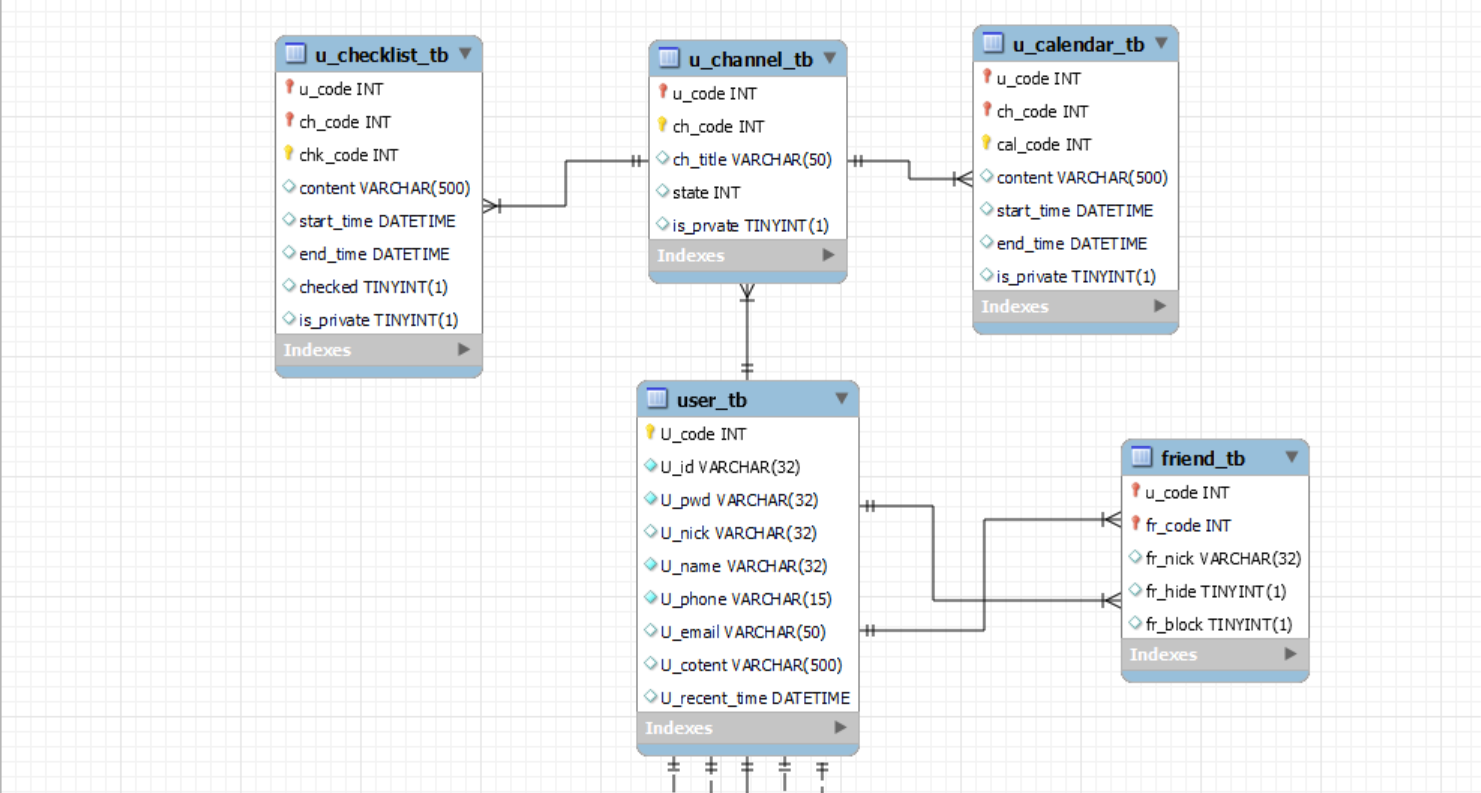 u_checklist_tb
u_code INT
ch_code INT
chk_code INT
content VARCHAR(500)
start_time DATETIME
end_time DATETIME
checked TINYINT(1)
is_private TINYINT(1)
Indexes
u_channel_tb
u_code INT
ch_code INT
ch_title VARCHAR(50)
state INT
is_prvate TINYINT(1)
Indexes
u_calendar_tb
u_code INT
ch_code INT
cal_code INT
content VARCHAR(500)
start_time DATETIME
end_time DATETIME
is_private TINYINT(1)
Indexes
user_tb
U_code INT
U_id VARCHAR(32)
U_pwd VARCHAR(32)
U_nick VARCHAR(32)
U_name VARCHAR(32)
U_phone VARCHAR(15)
U_email VARCHAR(50)
U_cotent VARCHAR(500)
U_recent_time DATETIME
Indexes
friend_tb
u_code INT
fr_code INT
fr_nick VARCHAR(32)
fr_hide TINYINT(1)
fr_block TINYINT(1)
Indexes